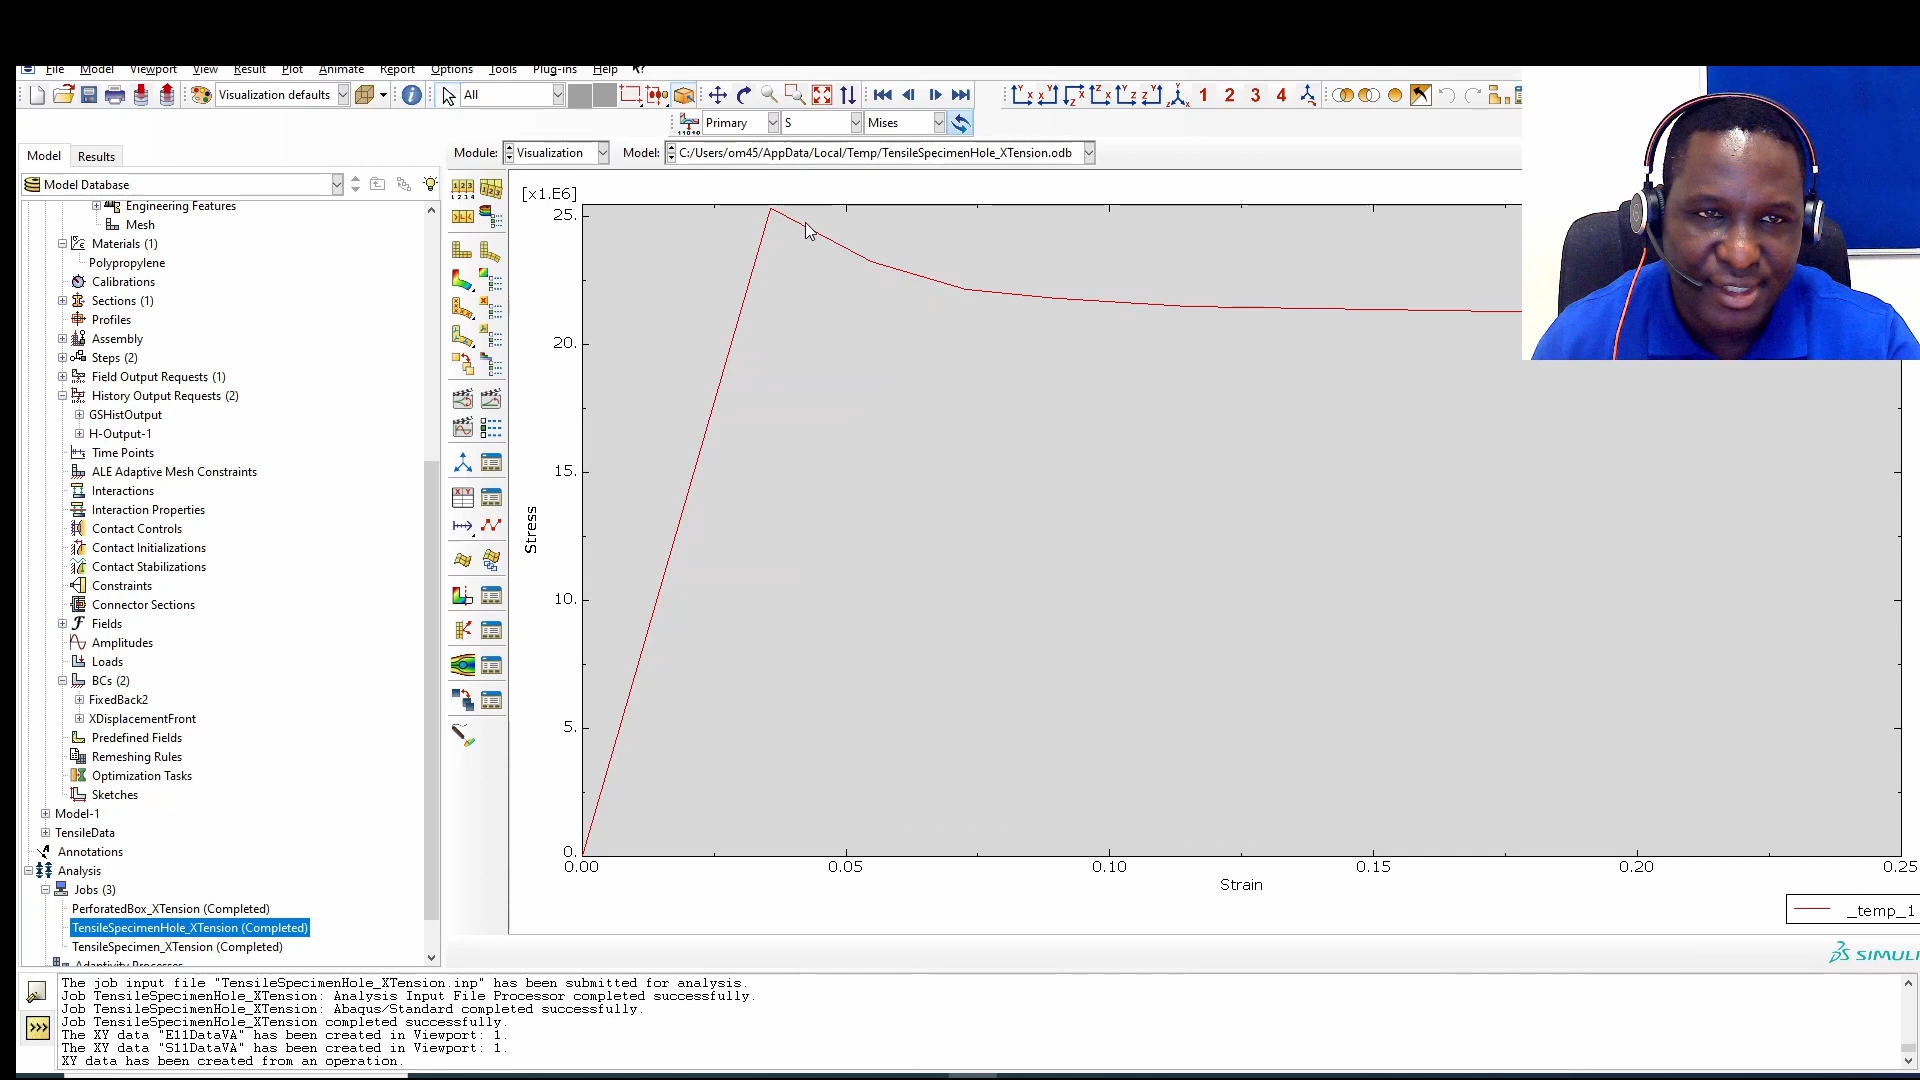 File Model Viewport View Result Plot Animate Report Options Tools Plug-ins Help
Visualization defaults All 1 2 3 4
Primary S Mises
Model Results Module: Visualization Model: C:/Users/om45/AppData/Local/Temp/TensileSpecimenHole_XTension.odb
Model Database
Engineering Features
Mesh
Materials (1)
Polypropylene
Calibrations
Sections (1)
Profiles
Assembly
Steps (2)
Field Output Requests (1)
History Output Requests (2)
GSHistOutput
H-Output-1
Time Points
ALE Adaptive Mesh Constraints
Interactions
Interaction Properties
Contact Controls
Contact Initializations
Contact Stabilizations
Constraints
Connector Sections
Fields
Amplitudes
Loads
BCs (2)
FixedBack2
XDisplacementFront
Predefined Fields
Remeshing Rules
Optimization Tasks
Sketches
Model-1
TensileData
Annotations
Analysis
Jobs (3)
PerforatedBox_XTension (Completed)
TensileSpecimenHole_XTension (Completed)
TensileSpecimen_XTension (Completed)
Adaptivity Processes
[x1.E6]
25.
20.
15.
10.
5.
0.
Stress
0.00 0.05 0.10 0.15 0.20 0.25
Strain
_temp_1
SIMULI
The job input file "TensileSpecimenHole_XTension.inp" has been submitted for analysis.
Job TensileSpecimenHole_XTension: Analysis Input File Processor completed successfully.
Job TensileSpecimenHole_XTension: Abaqus/Standard completed successfully.
Job TensileSpecimenHole_XTension completed successfully.
The XY data "E11DataVA" has been created in Viewport: 1.
The XY data "S11DataVA" has been created in Viewport: 1.
XY data has been created from an operation.